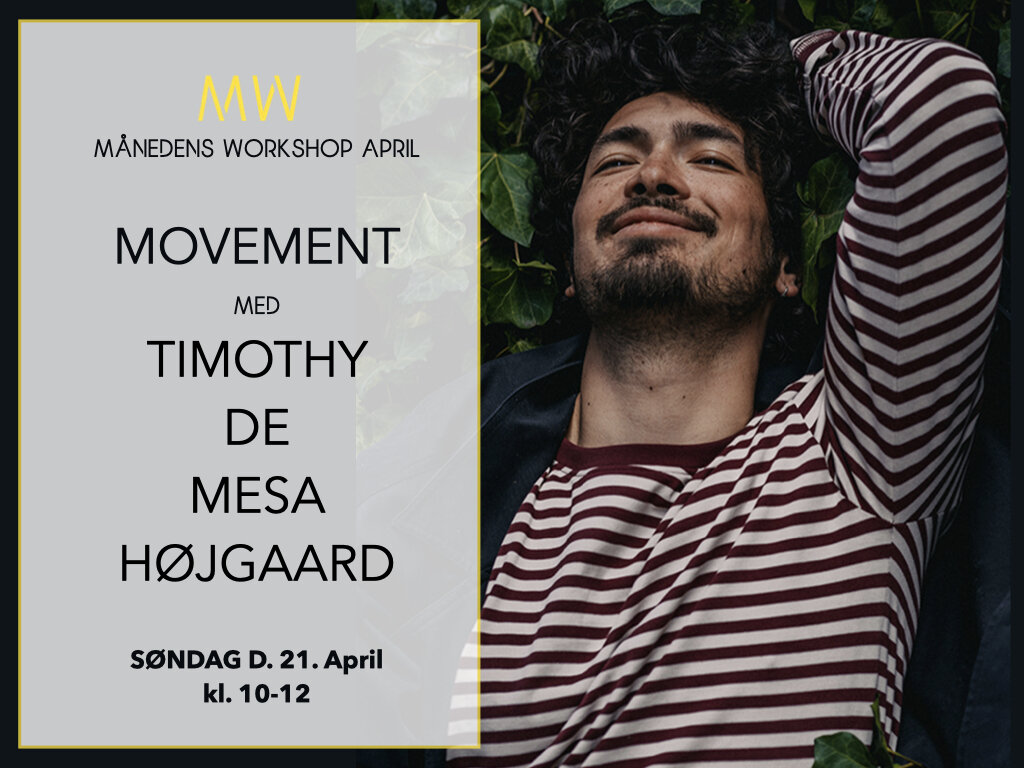 MW
MÅNEDENS WORKSHOP APRIL
MOVEMENT
MED
TIMOTHY
DE
MESA
HØJGAARD
SØNDAG D. 21. April
kl. 10-12